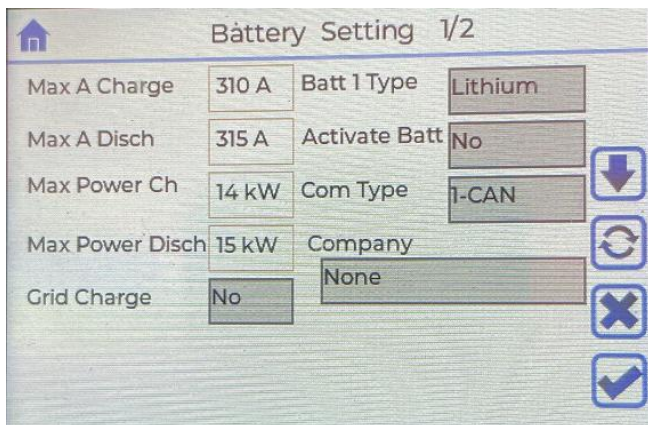 Battery Setting 1/2
Max A Charge 310 A Batt 1 Type Lithium
Max A Disch 315 A Activate Batt No
Max Power Ch 14 kW Com Type 1-CAN
Max Power Disch 15 kW Company
None
Grid Charge No